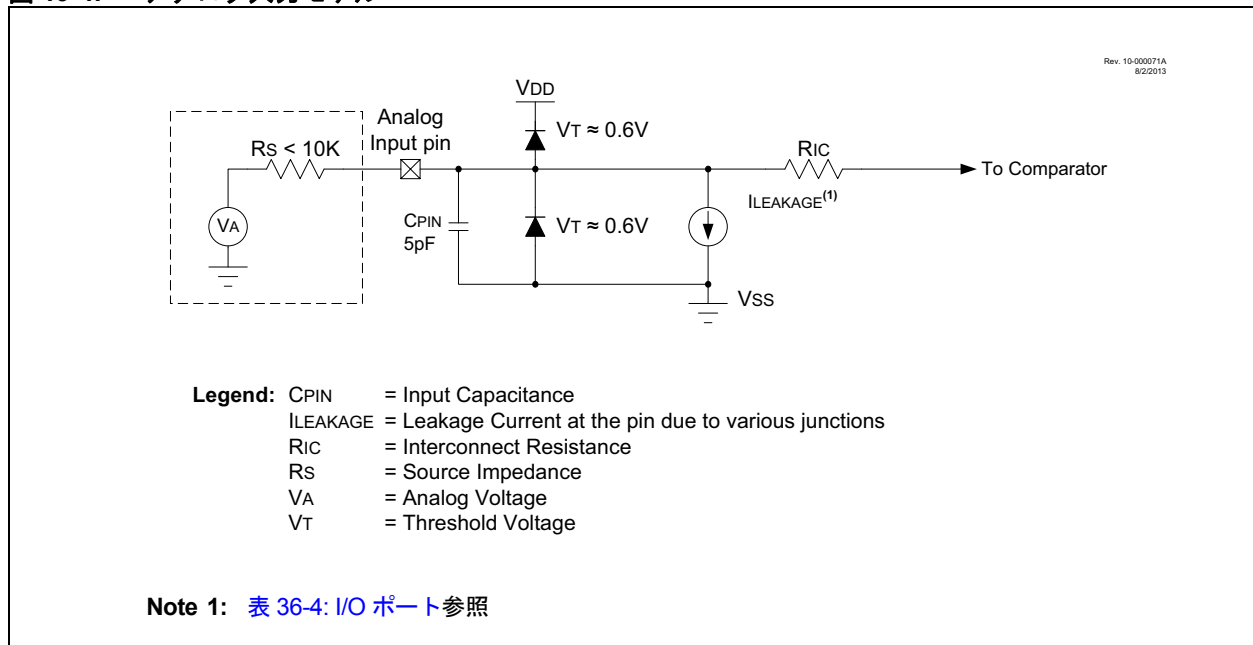 Rev. 10-000071A
8/2/2013
VDD
Analog
Input pin
VT ≈ 0.6V
RS < 10K
RIC
To Comparator
ILEAKAGE(1)
CPIN
5pF
VT ≈ 0.6V
VA
VSS
Legend: CPIN = Input Capacitance
ILEAKAGE = Leakage Current at the pin due to various junctions
RIC = Interconnect Resistance
RS = Source Impedance
VA = Analog Voltage
VT = Threshold Voltage
Note 1: 表 36-4: I/O ポート参照